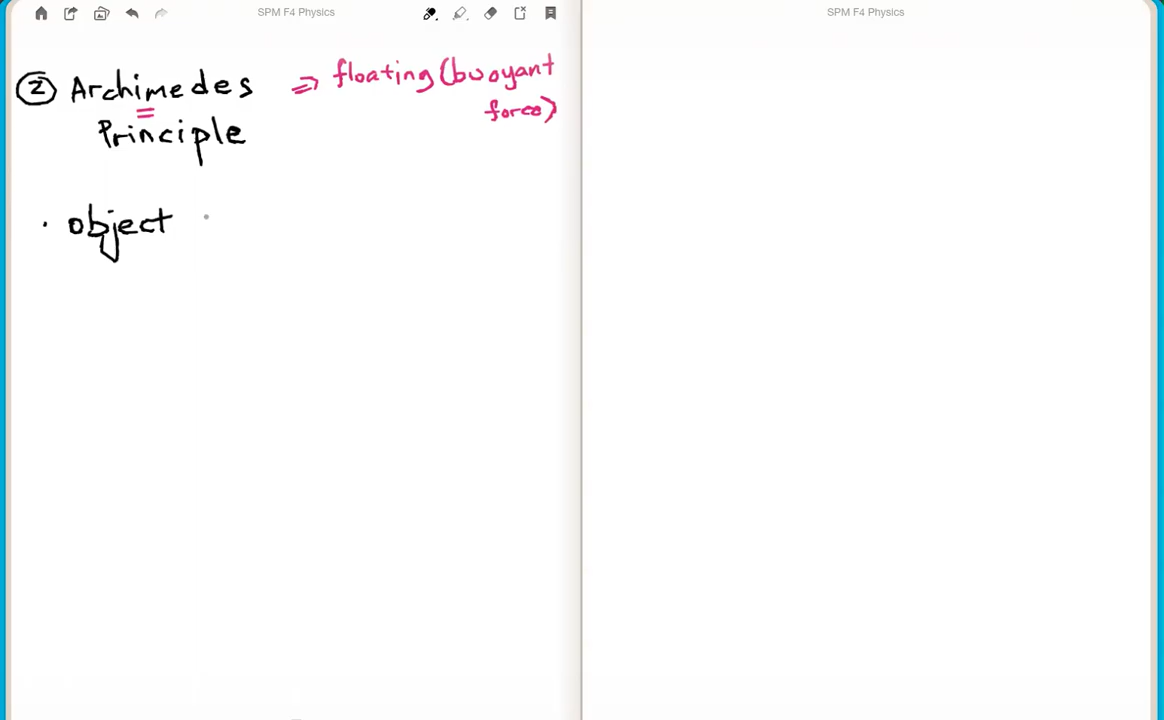 SPM F4 Physics
SPM F4 Physics
② Archimedes ⇒ floating (buoyant
force)
Principle
· object